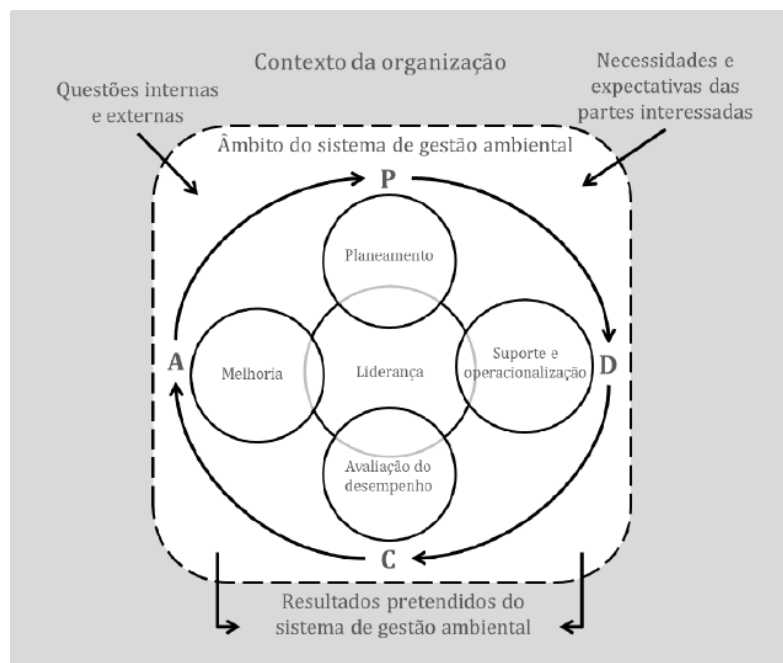 Contexto da organização
Questões internas
e externas
Necessidades e
expectativas das
partes interessadas
Âmbito do sistema de gestão ambiental
P
Planeamento
A
Melhoria
Liderança
Suporte e
operacionalização
D
Avaliação do
desempenho
C
Resultados pretendidos do
sistema de gestão ambiental